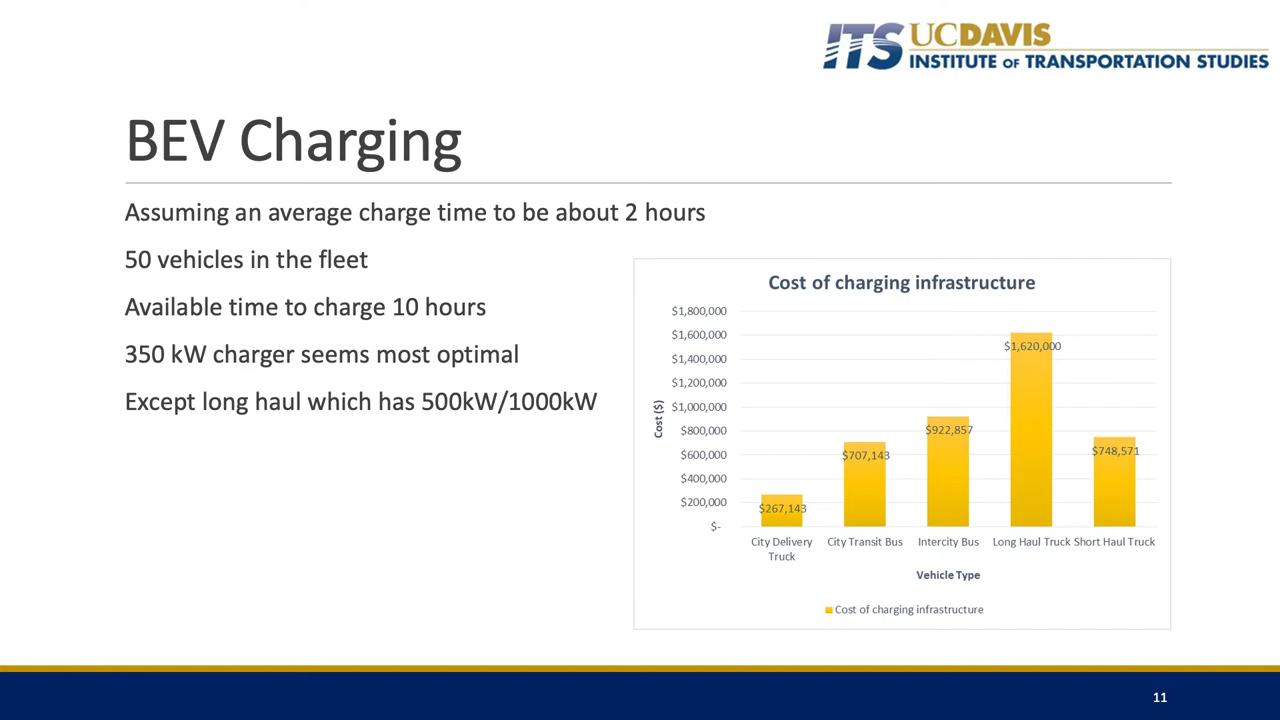 ITS UCDAVIS
INSTITUTE OF TRANSPORTATION STUDIES
BEV Charging
Assuming an average charge time to be about 2 hours
50 vehicles in the fleet
Available time to charge 10 hours
350 kW charger seems most optimal
Except long haul which has 500kW/1000kW
Cost of charging infrastructure
$1,800,000
$1,600,000
$1,400,000
$1,200,000
$1,000,000
$800,000
$600,000
$400,000
$200,000
$-
Cost ($)
$267,143
$707,143
$922,857
$1,620,000
$748,571
City Delivery Truck
City Transit Bus
Intercity Bus
Long Haul Truck
Short Haul Truck
Vehicle Type
Cost of charging infrastructure
11